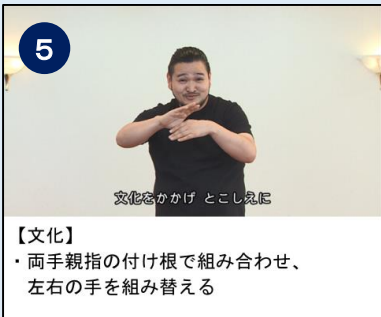 5
文化をかかげ とこしえに
【文化】
・両手親指の付け根で組み合わせ、
左右の手を組み替える